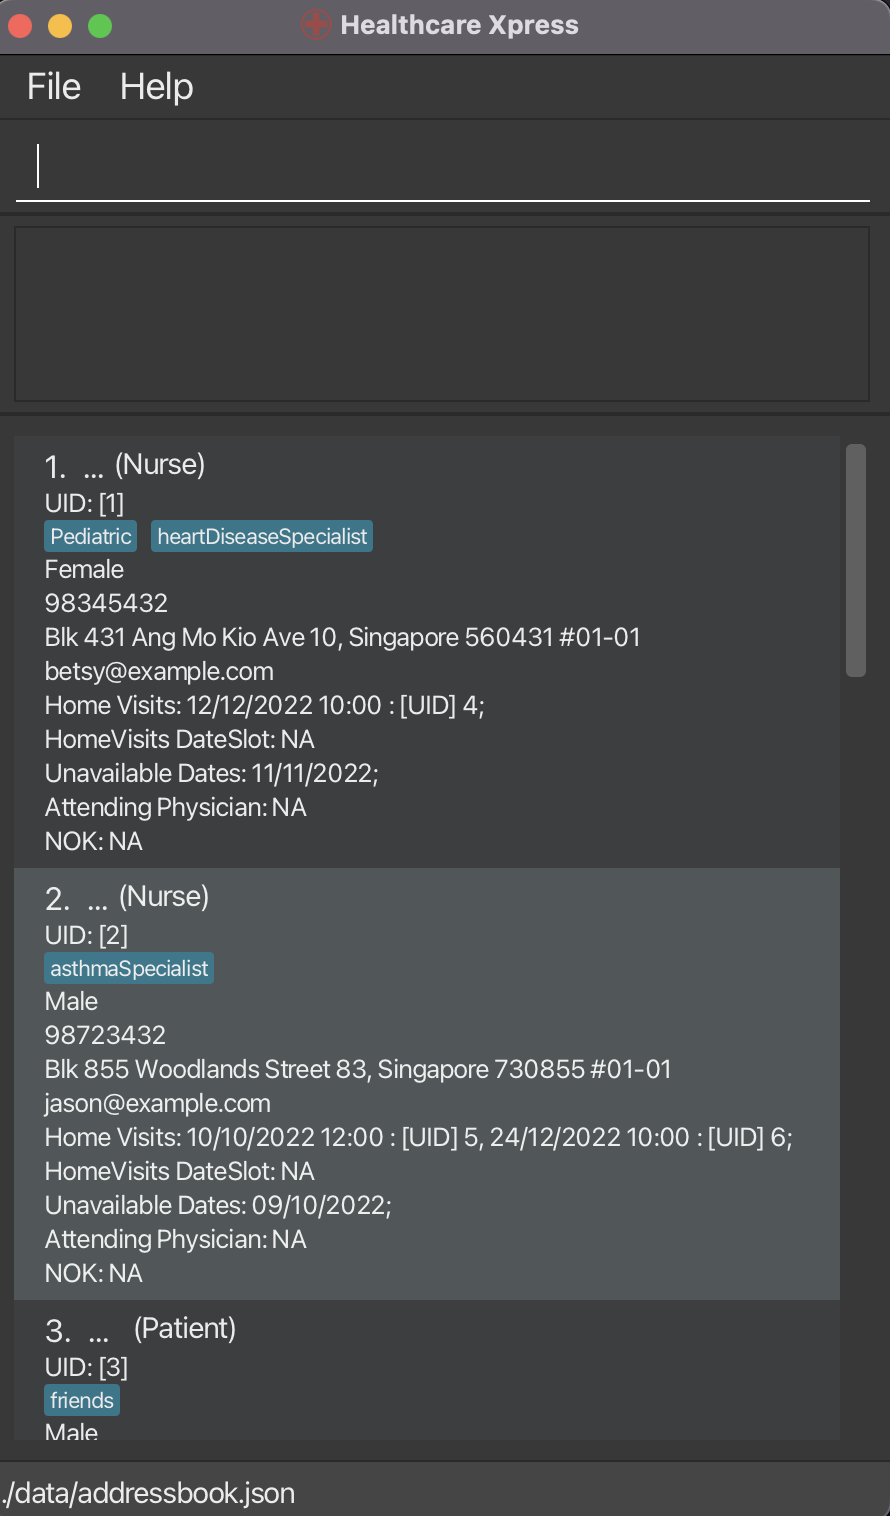 Healthcare Xpress
File Help
1. ... (Nurse)
UID: [1]
Pediatric heartDiseaseSpecialist
Female
98345432
Blk 431 Ang Mo Kio Ave 10, Singapore 560431 #01-01
betsy@example.com
Home Visits: 12/12/2022 10:00 : [UID] 4;
HomeVisits DateSlot: NA
Unavailable Dates: 11/11/2022;
Attending Physician: NA
NOK: NA
2. ... (Nurse)
UID: [2]
asthmaSpecialist
Male
98723432
Blk 855 Woodlands Street 83, Singapore 730855 #01-01
jason@example.com
Home Visits: 10/10/2022 12:00 : [UID] 5, 24/12/2022 10:00 : [UID] 6;
HomeVisits DateSlot: NA
Unavailable Dates: 09/10/2022;
Attending Physician: NA
NOK: NA
3. ... (Patient)
UID: [3]
friends
Male
./data/addressbook.json